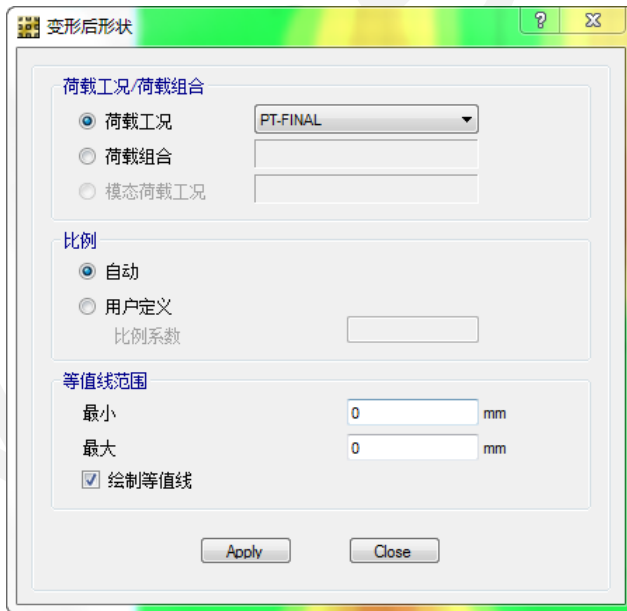 变形后形状
荷载工况/荷载组合
荷载工况 PT-FINAL
荷载组合
模态荷载工况
比例
自动
用户定义
比例系数
等值线范围
最小 0 mm
最大 0 mm
绘制等值线
Apply Close